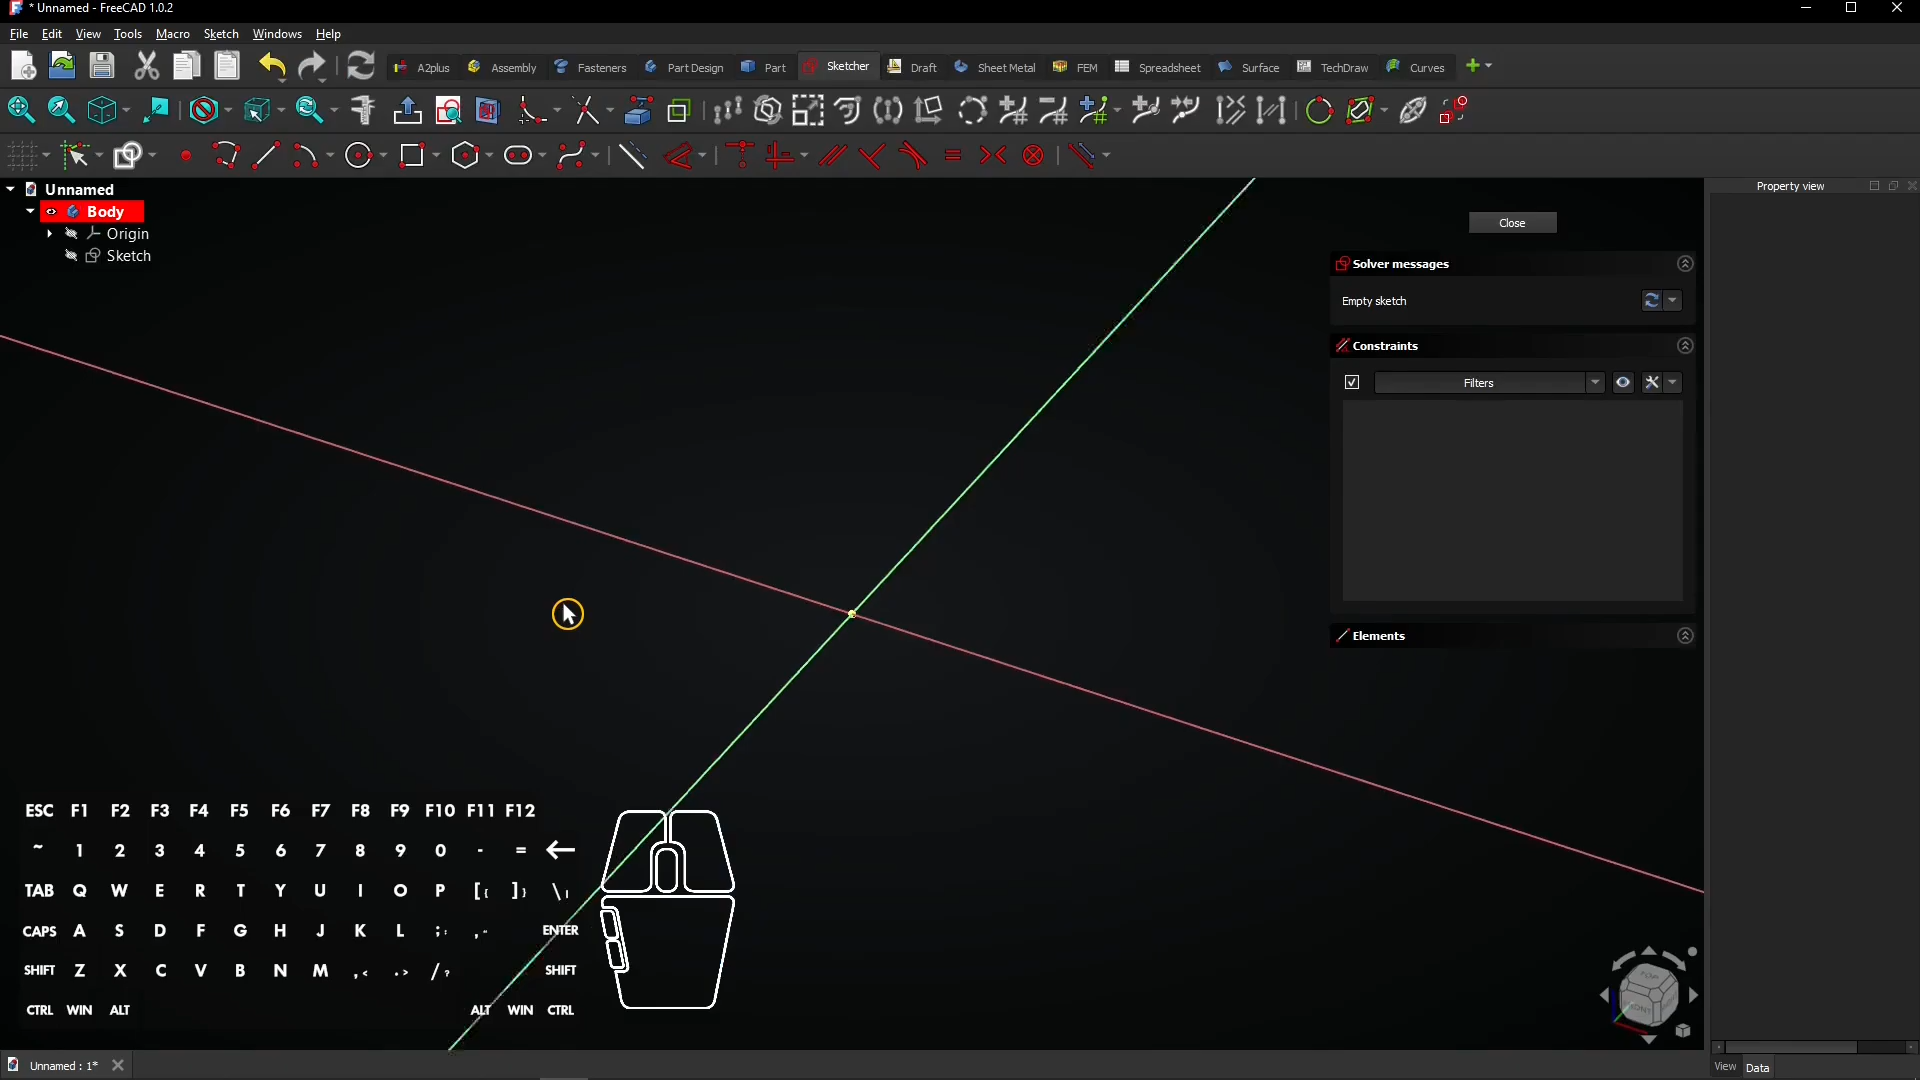 * Unnamed - FreeCAD 1.0.2
File Edit View Tools Macro Sketch Windows Help
A2plus Assembly Fasteners Part Design Part Sketcher Draft Sheet Metal FEM Spreadsheet Surface TechDraw Curves
Unnamed
Body
Origin
Sketch
Property view
Close
Solver messages
Empty sketch
Constraints
Filters
Elements
ESC F1 F2 F3 F4 F5 F6 F7 F8 F9 F10 F11 F12
~ 1 2 3 4 5 6 7 8 9 0 - =
TAB Q W E R T Y U I O P [{ ]} \|
CAPS A S D F G H J K L ;: ," ENTER
SHIFT Z X C V B N M ,< .> /? SHIFT
CTRL WIN ALT ALT WIN CTRL
TOP
Unnamed : 1*
View Data